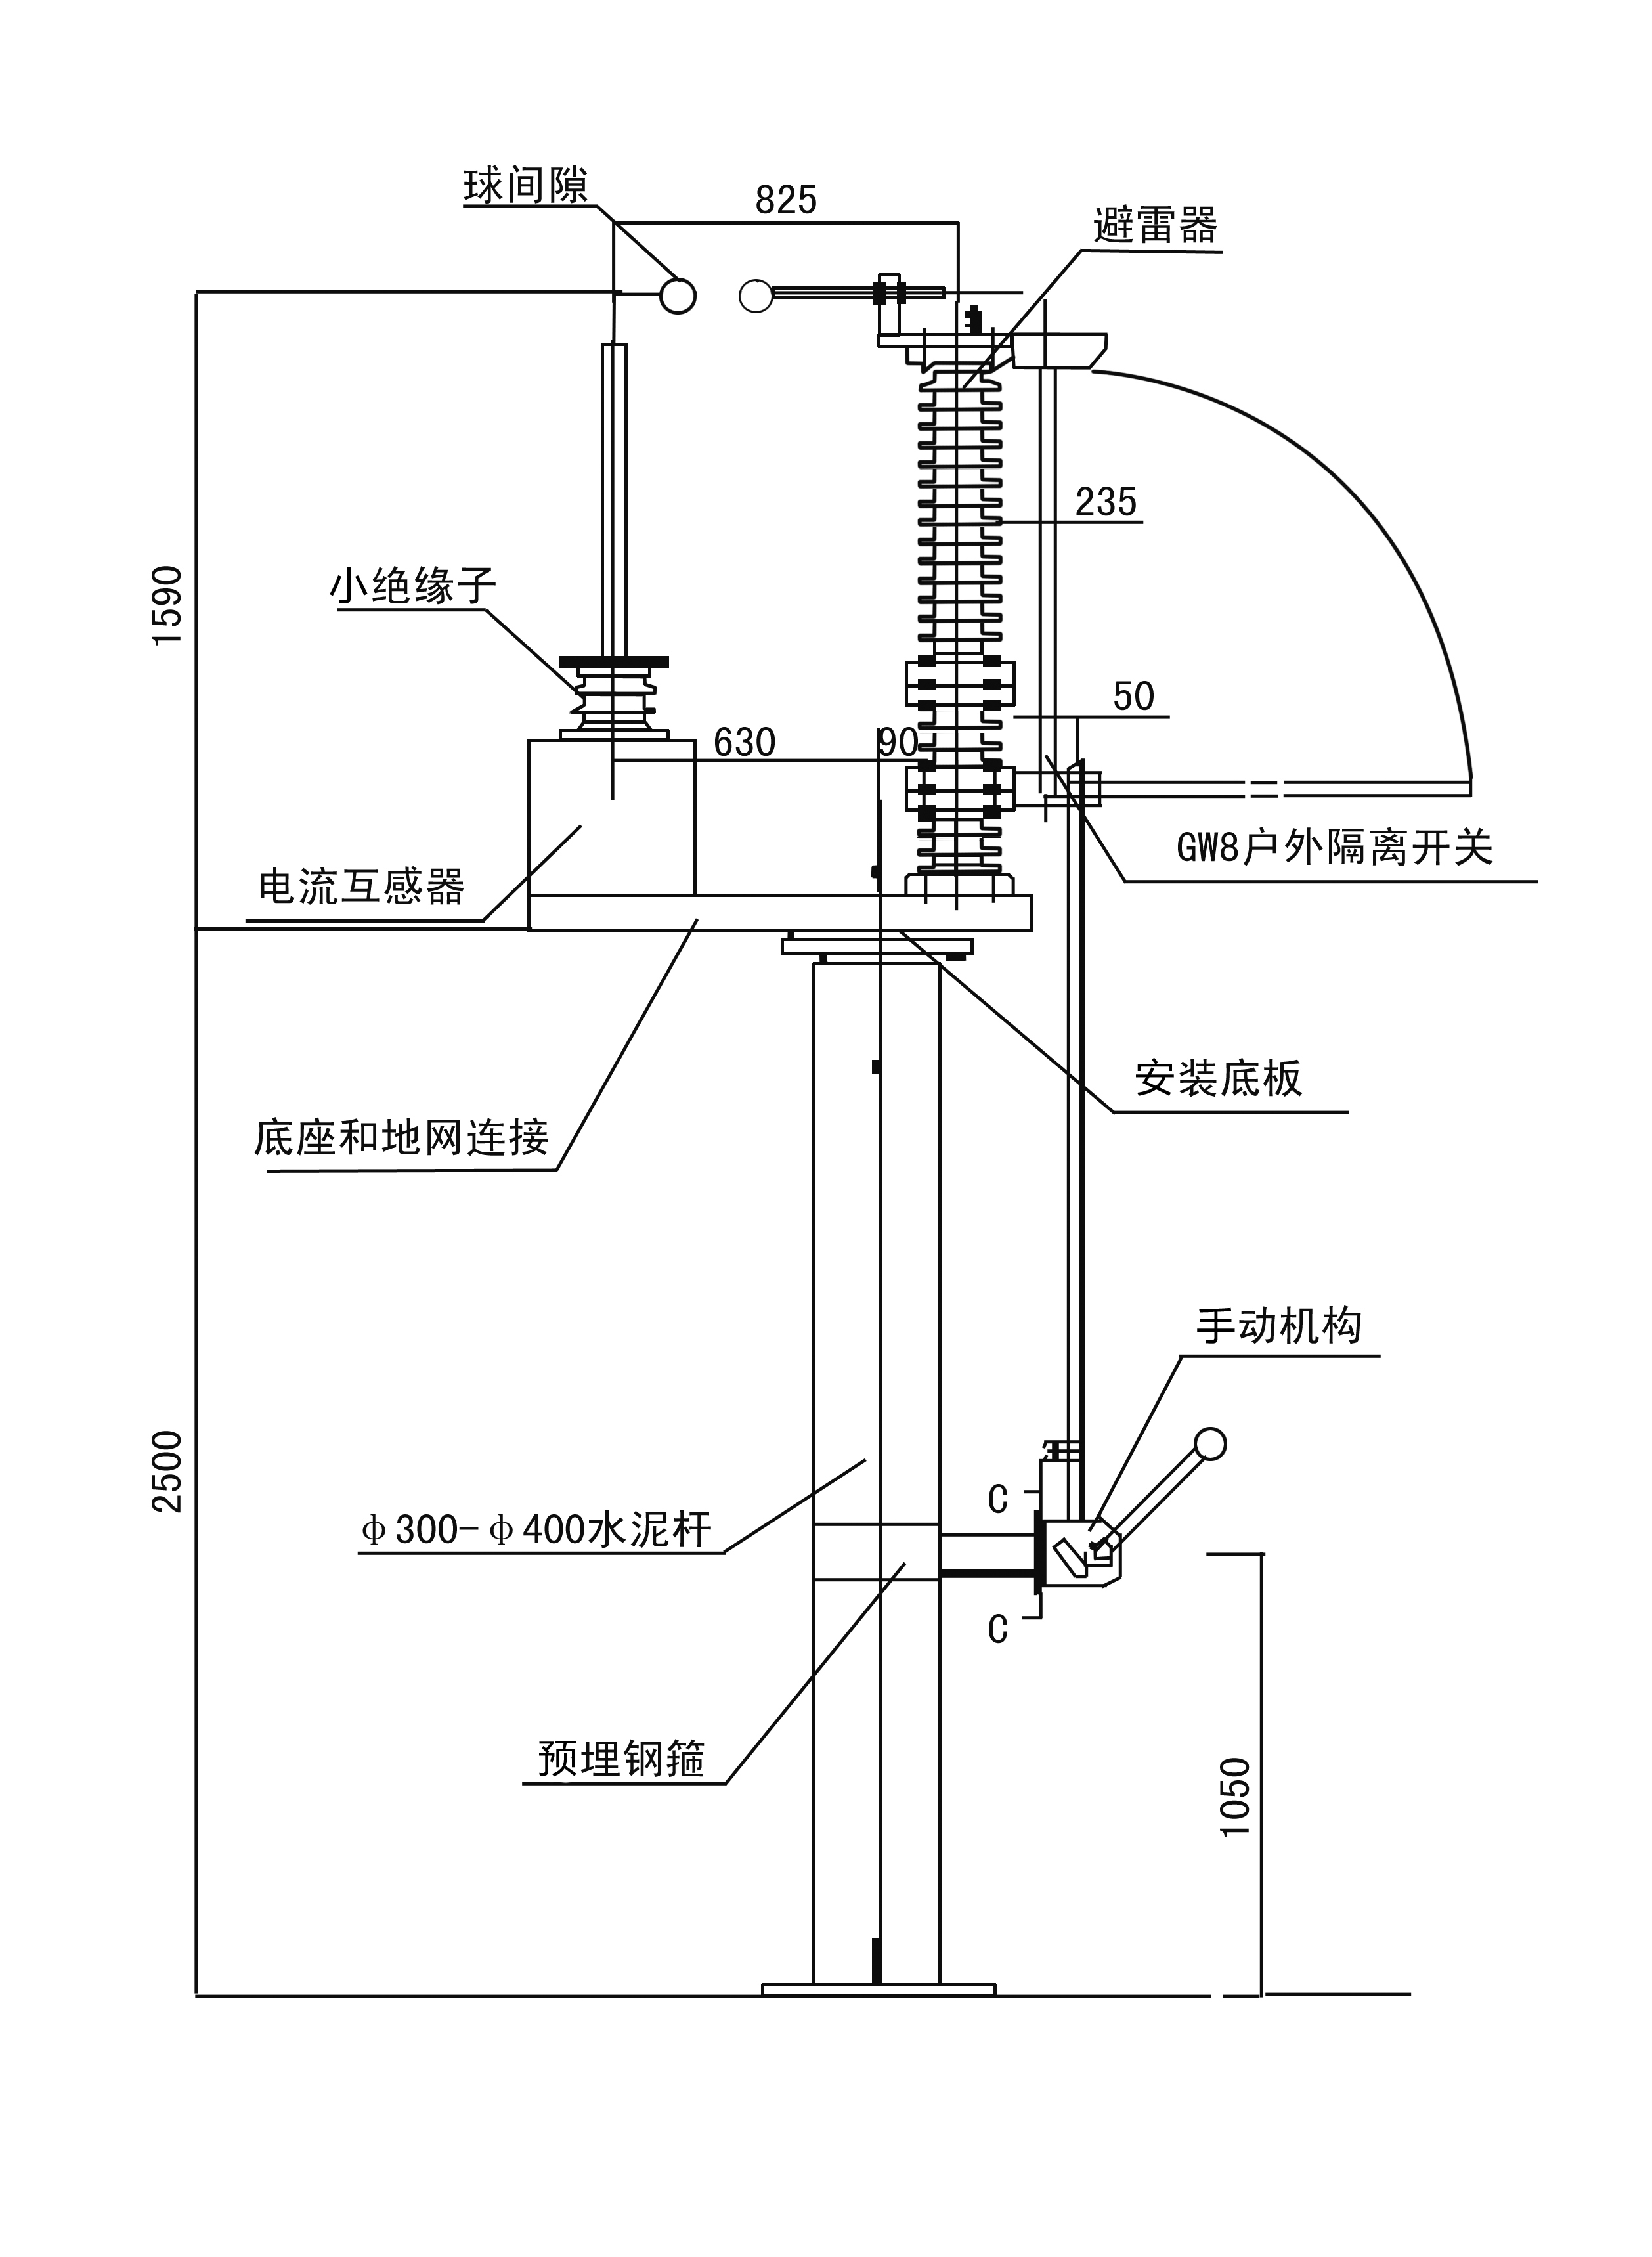 球间隙
825
避雷器
235
1590
小绝缘子
50
630
90
GW8户外隔离开关
电流互感器
安装底板
底座和地网连接
手动机构
2500
C
φ300-φ400水泥杆
C
预埋钢箍
1050